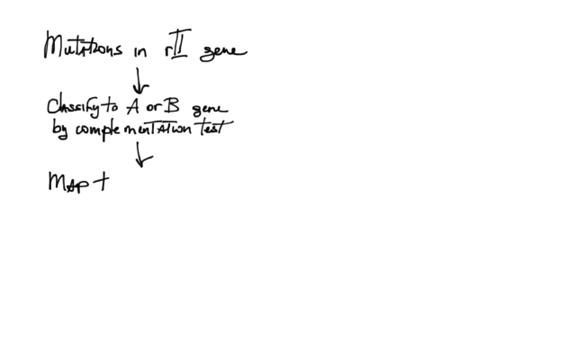 Mutations in rII gene
↓
Classify to A or B gene
by complementation test
↓
Map t